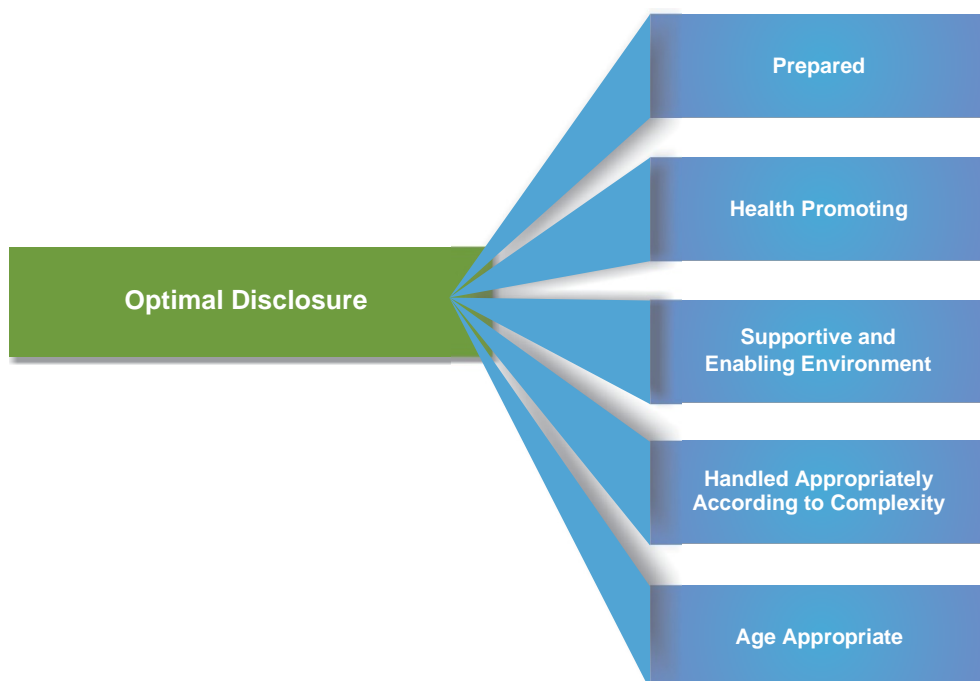 Prepared
Health Promoting
Optimal Disclosure
Supportive and
Enabling Environment
Handled Appropriately
According to Complexity
Age Appropriate